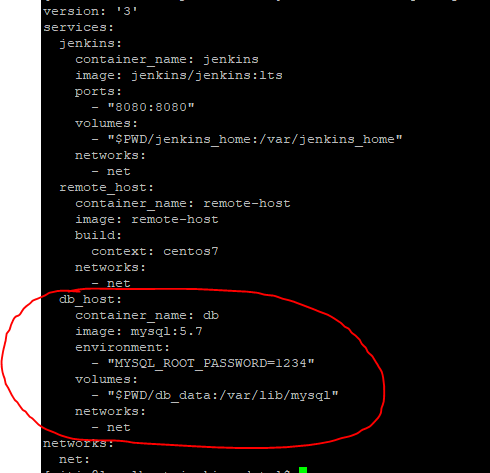 version: '3'
services:
  jenkins:
    container_name: jenkins
    image: jenkins/jenkins:lts
    ports:
      - "8080:8080"
    volumes:
      - "$PWD/jenkins_home:/var/jenkins_home"
    networks:
      - net
  remote_host:
    container_name: remote-host
    image: remote-host
    build:
      context: centos7
    networks:
      - net
  db_host:
    container_name: db
    image: mysql:5.7
    environment:
      - "MYSQL_ROOT_PASSWORD=1234"
    volumes:
      - "$PWD/db_data:/var/lib/mysql"
    networks:
      - net
networks:
  net: